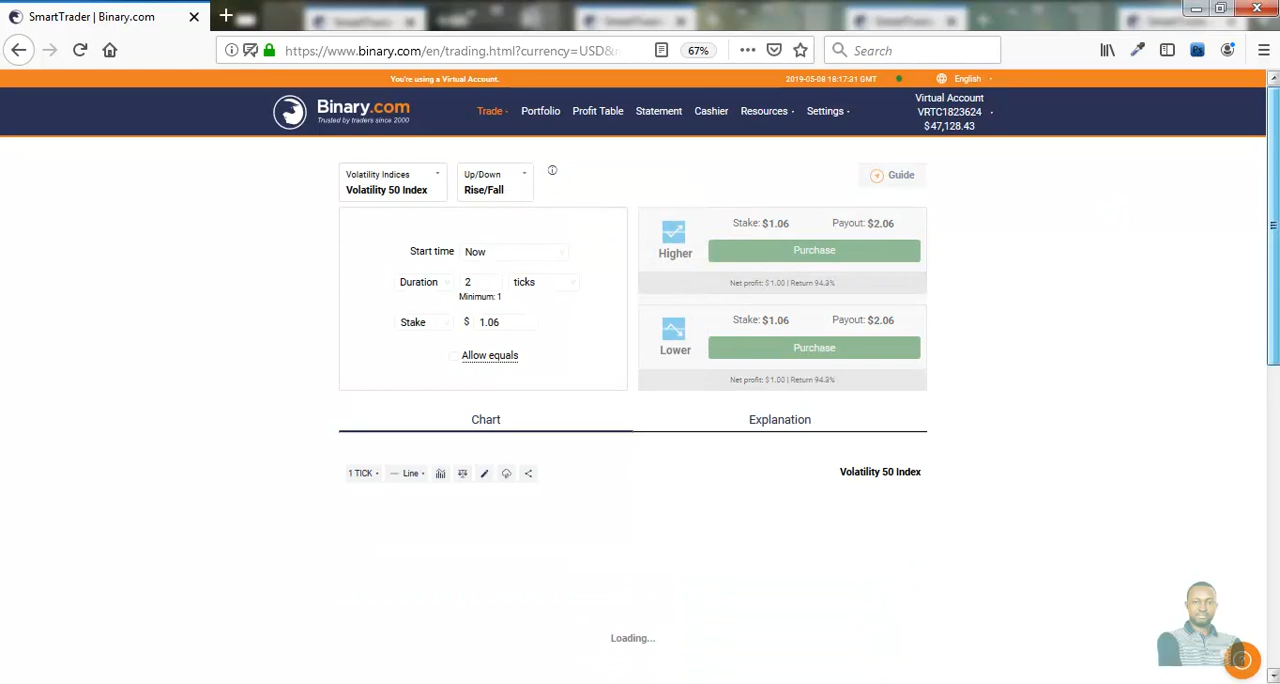 SmartTrader | Binary.com
https://www.binary.com/en/trading.html?currency=USD&
67%
Search
You're using a Virtual Account.
2019-05-08 18:17:31 GMT
English
Binary.com
Trusted by traders since 2000
Trade
Portfolio
Profit Table
Statement
Cashier
Resources
Settings
Virtual Account
VRTC1823624
$47,128.43
Volatility Indices
Volatility 50 Index
Up/Down
Rise/Fall
Guide
Start time Now
Duration 2 ticks
Minimum: 1
Stake $ 1.06
Allow equals
Higher
Stake: $1.06 Payout: $2.06
Purchase
Net profit: $1.00 | Return 94.3%
Lower
Stake: $1.06 Payout: $2.06
Purchase
Net profit: $1.00 | Return 94.3%
Chart
Explanation
1 TICK
Line
Volatility 50 Index
Loading...